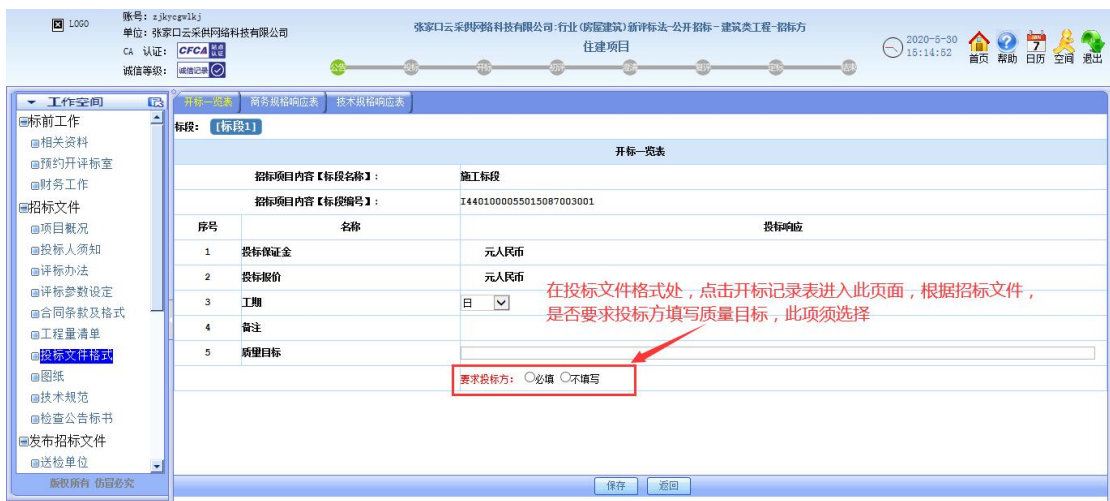 LOGO
账号: zjkycgwlkj
单位: 张家口云采供网络科技有限公司
CA 认证: CFCA
诚信等级: 诚信记录
张家口云采供网络科技有限公司:行业(房屋建筑)新评标法-公开招标-建筑类工程-招标方
住建项目
公告 投标 开标 初评 终评 定标 结束
2020-5-30
15:14:52
首页 帮助 日历 空间 退出
7
工作空间
标前工作
相关资料
预约开评标室
财务工作
招标文件
项目概况
投标人须知
评标办法
评标参数设定
合同条款及格式
工程量清单
投标文件格式
图纸
技术规范
检查公告标书
发布招标文件
送检单位
版权所有 仿冒必究
开标一览表 商务规格响应表 技术规格响应表
标段: [标段1]
开标一览表
招标项目内容【标段名称】: 施工标段
招标项目内容【标段编号】: I4401000055015087003001
序号 名称 投标响应
1 投标保证金 元人民币
2 投标报价 元人民币
3 工期 日
4 备注
5 质量目标
要求投标方: 必填 不填写
在投标文件格式处，点击开标记录表进入此页面，根据招标文件，
是否要求投标方填写质量目标，此项须选择
保存 返回